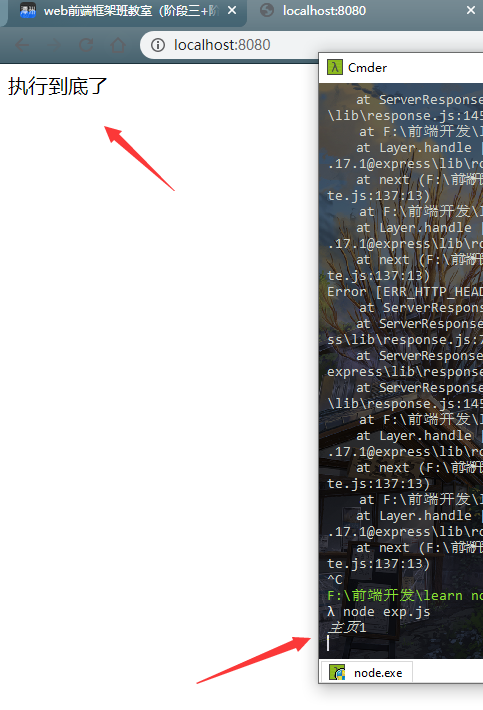 web前端框架班教室（阶段三+阶
localhost:8080
localhost:8080
执行到底了
Cmder
at ServerResponse
\lib\response.js:145
at F:\前端开发\l
at Layer.handle [
.17.1@express\lib\ro
at next (F:\前端开
te.js:137:13)
at F:\前端开发\l
at Layer.handle [
.17.1@express\lib\ro
at next (F:\前端开
te.js:137:13)
Error [ERR_HTTP_HEAD
at ServerRespons
at ServerResponse
ss\lib\response.js:7
at ServerResponse
express\lib\response
at ServerResponse
\lib\response.js:145
at F:\前端开发\l
at Layer.handle [
.17.1@express\lib\ro
at next (F:\前端开
te.js:137:13)
at F:\前端开发\l
at Layer.handle [
.17.1@express\lib\ro
at next (F:\前端开
te.js:137:13)
^C
F:\前端开发\learn no
λ node exp.js
主页1
node.exe